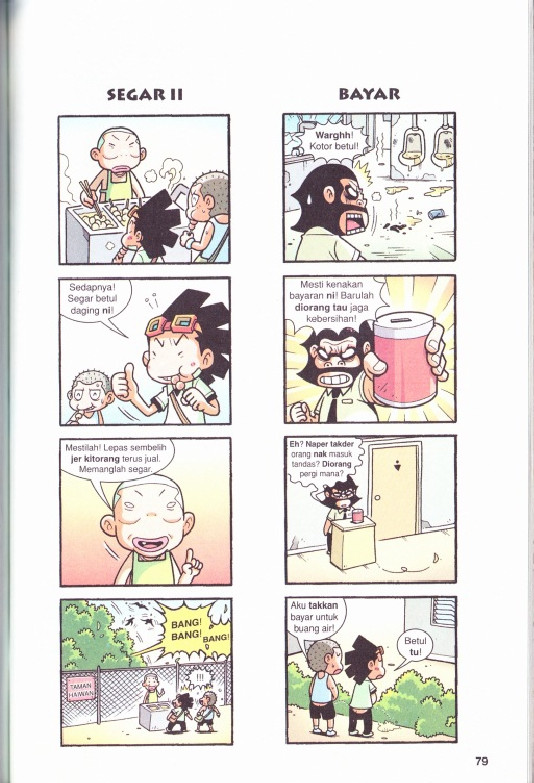 SEGAR II
Sedapnya!
Segar betul
daging ni!!
Mestilah! Lepas sembelih
jer kitorang terus jual.
Memanglah segar.
BANG!
BANG!
BANG!
TAMAN
HAIWAN
!!!
BAYAR
Warghh!
Kotor betul!
Mesti kenakan
bayaran ni!! Barulah
diorang tau jaga
kebersihan!
Eh? Naper takder
orang nak masuk
tandas? Diorang
pergi mana?
Aku takkan
bayar untuk
buang air!
Betul
tu!
79